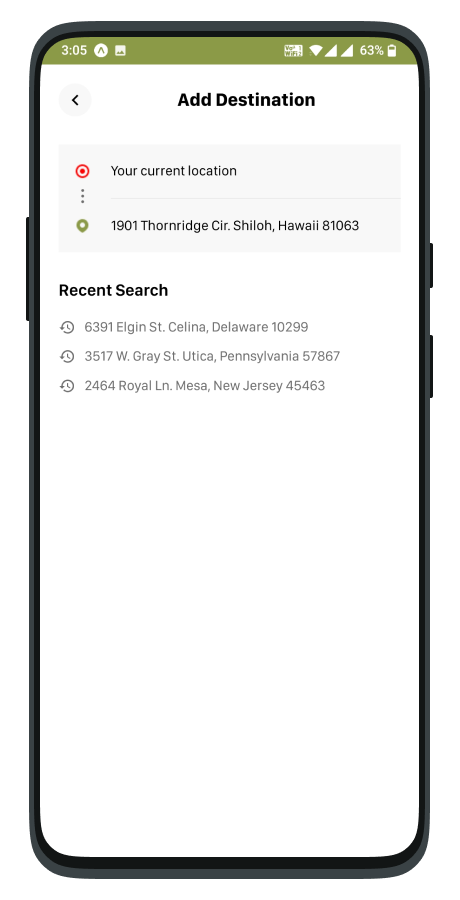 3:05
63%
Add Destination
Your current location
1901 Thornridge Cir. Shiloh, Hawaii 81063
Recent Search
6391 Elgin St. Celina, Delaware 10299
3517 W. Gray St. Utica, Pennsylvania 57867
2464 Royal Ln. Mesa, New Jersey 45463